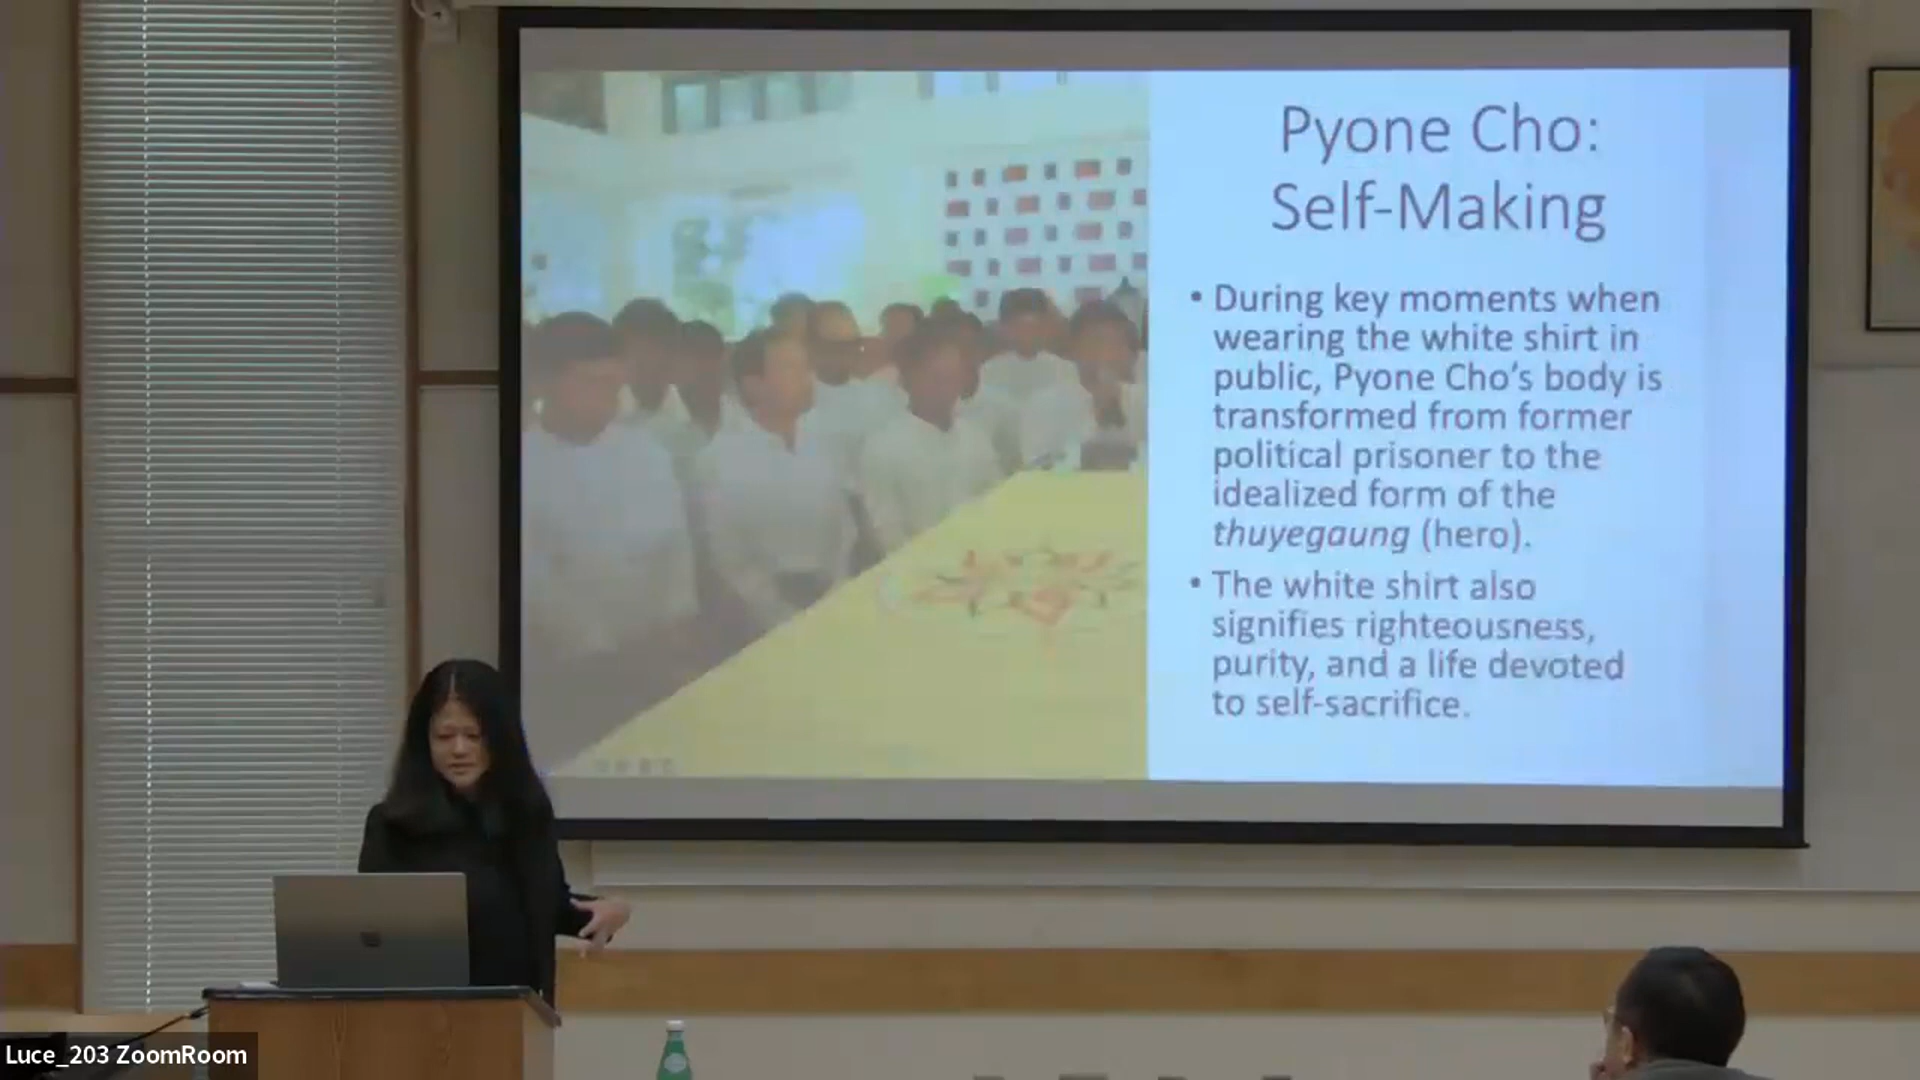 Pyone Cho:
Self-Making
• During key moments when
wearing the white shirt in
public, Pyone Cho's body is
transformed from former
political prisoner to the
idealized form of the
thuyegaung (hero).
• The white shirt also
signifies righteousness,
purity, and a life devoted
to self-sacrifice.
Luce_203 ZoomRoom